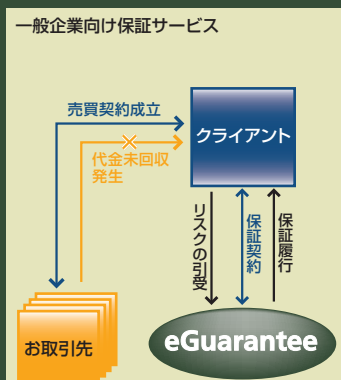 一般企業向け保証サービス
売買契約成立
クライアント
代金未回収
発生
リスクの引受
保証契約
保証履行
お取引先
eGuarantee